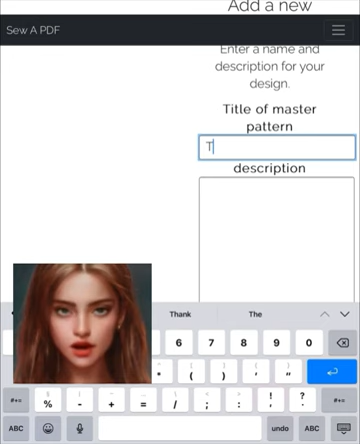 Add a new
Sew A PDF
Enter a name and
description for your
design.
Title of master
pattern
T
description
Thank The
6 7 8 9 0
* ( ) ' "
#+= % - + = / ; : ! ? #+=
ABC undo ABC